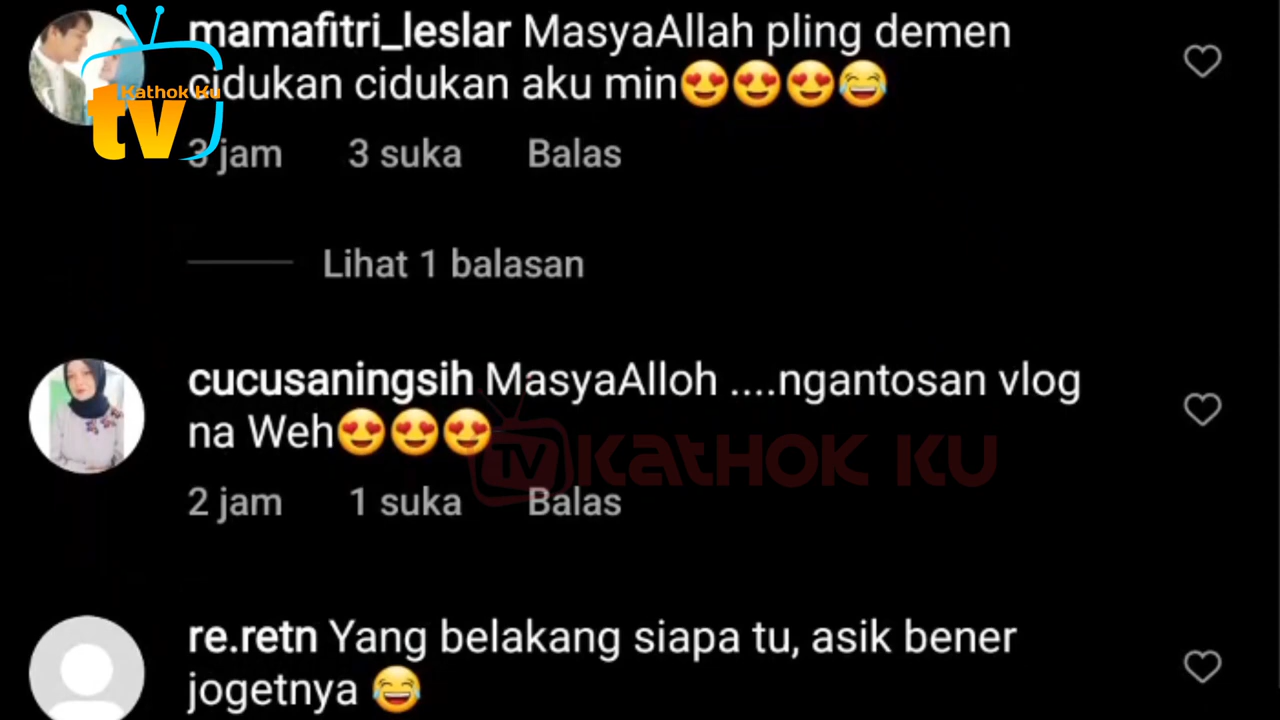 mamafitri_leslar MasyaAllah pling demen
cidukan cidukan aku min😍😍😍😂
Kathok Ku
tv
3 jam 3 suka Balas
Lihat 1 balasan
cucusaningsih MasyaAlloh ....ngantosan vlog
na Weh😍😍😍
TV KATHOK KU
2 jam 1 suka Balas
re.retn Yang belakang siapa tu, asik bener
jogetnya 😂